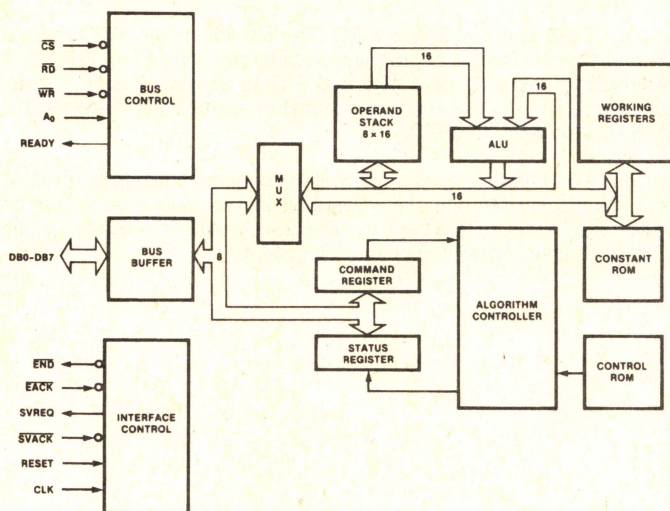 CS
RD
WR
A0
READY
BUS
CONTROL
DB0-DB7
BUS
BUFFER
8
END
EACK
SVREQ
SVACK
RESET
CLK
INTERFACE
CONTROL
MUX
16
OPERAND
STACK
8 × 16
ALU
16
16
WORKING
REGISTERS
COMMAND
REGISTER
STATUS
REGISTER
ALGORITHM
CONTROLLER
CONSTANT
ROM
CONTROL
ROM